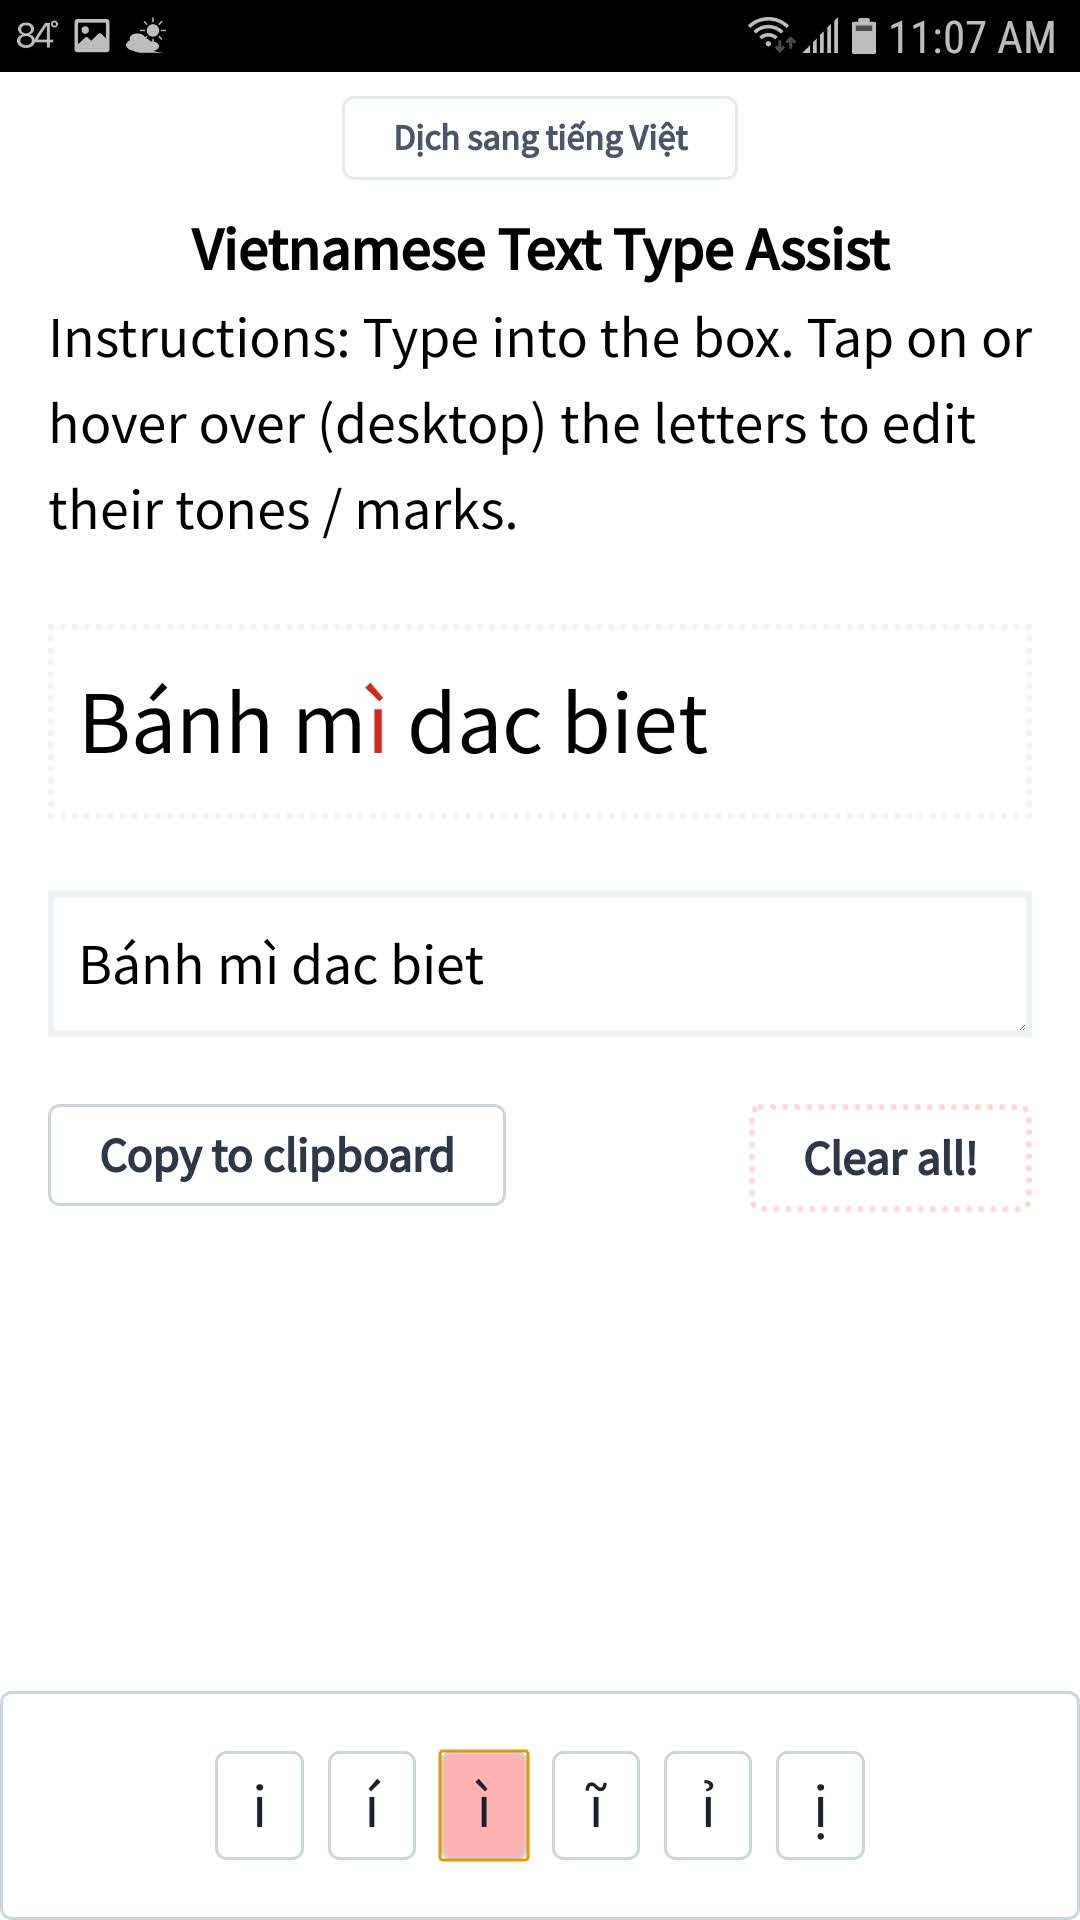 84° 11:07 AM
Dịch sang tiếng Việt
Vietnamese Text Type Assist
Instructions: Type into the box. Tap on or
hover over (desktop) the letters to edit
their tones / marks.
Bánh mì dac biet
Bánh mì dac biet
Copy to clipboard Clear all!
i í ì ĩ ỉ ị